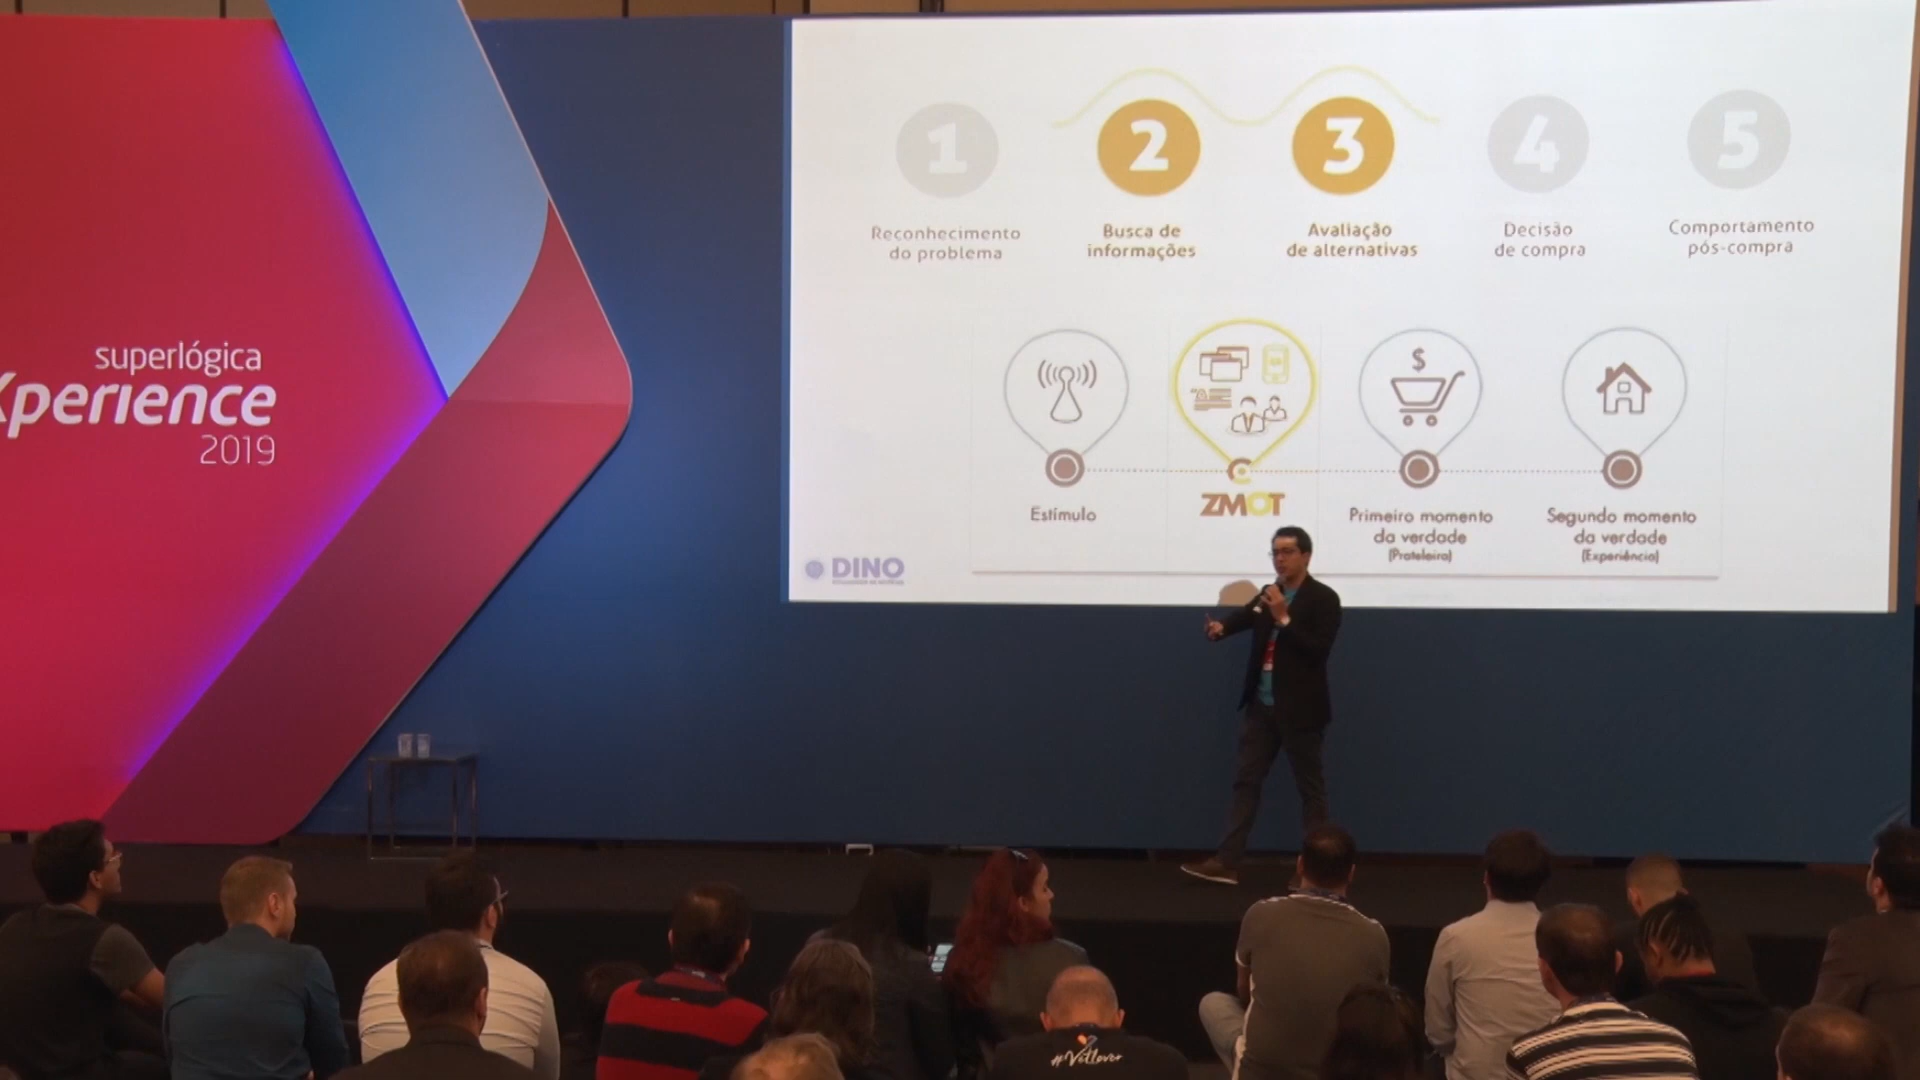 superlógica
Xperience
2019
1
2
3
4
5
Reconhecimento
do problema
Busca de
informações
Avaliação
de alternativas
Decisão
de compra
Comportamento
pós-compra
$
Estímulo
ZMOT
Primeiro momento
da verdade
(Prateleira)
Segundo momento
da verdade
(Experiência)
DINO
#Vetlover